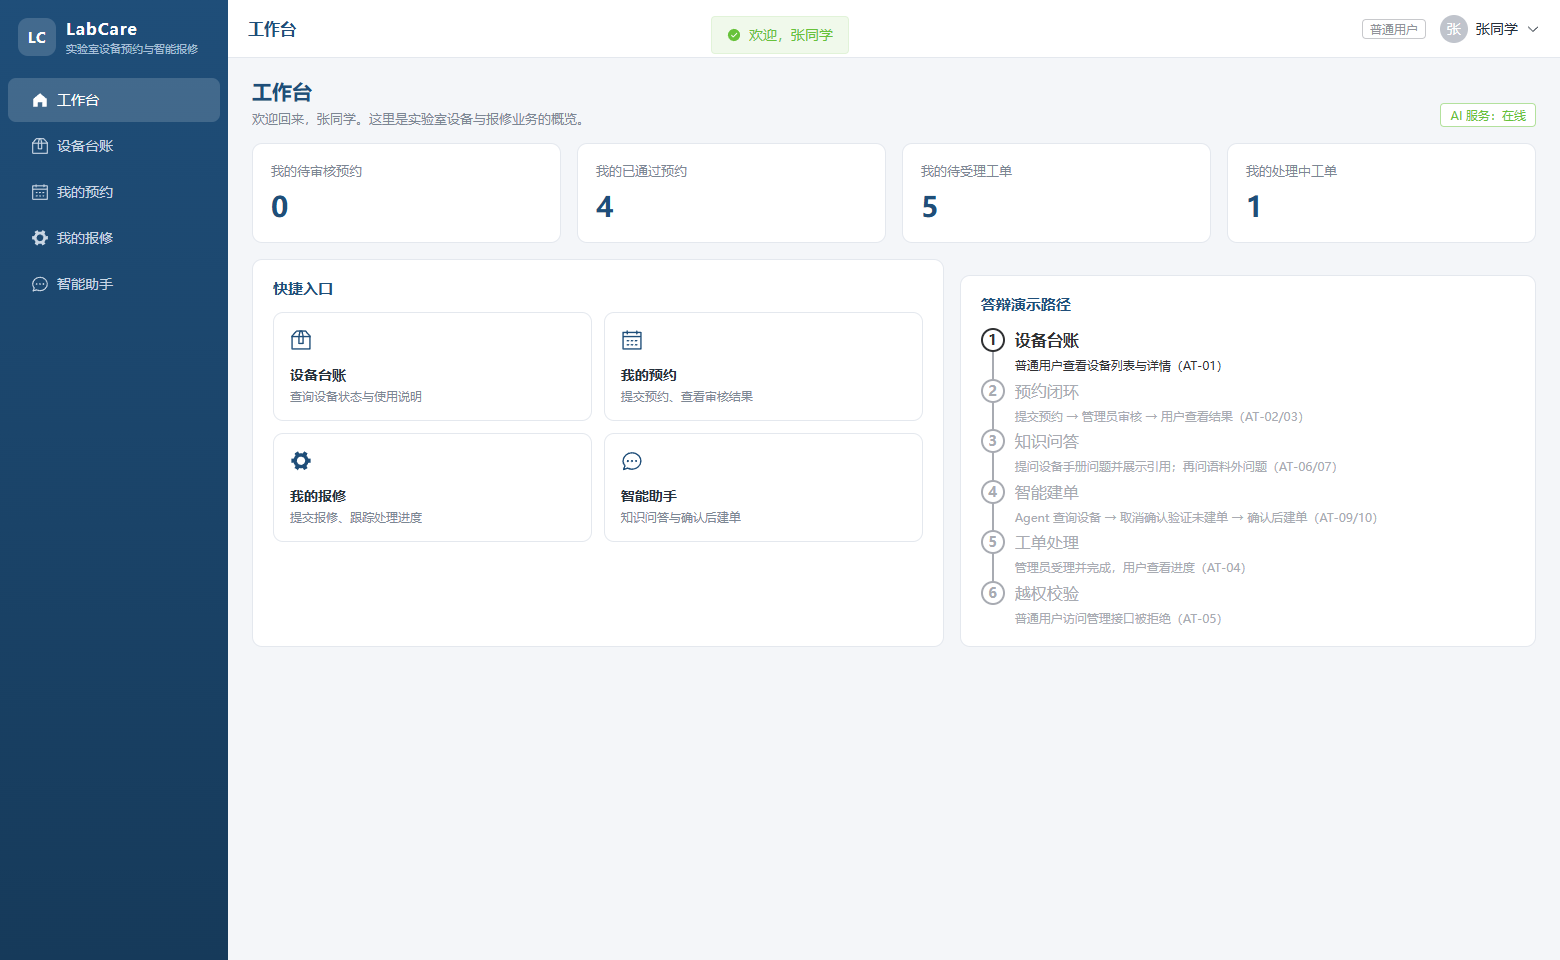 LC
LabCare
实验室设备预约与智能报修
工作台
设备台账
我的预约
我的报修
智能助手
工作台
欢迎，张同学
普通用户
张
张同学
工作台
欢迎回来，张同学。这里是实验室设备与报修业务的概览。
AI 服务：在线
我的待审核预约
0
我的已通过预约
4
我的待受理工单
5
我的处理中工单
1
快捷入口
设备台账
查询设备状态与使用说明
我的预约
提交预约、查看审核结果
我的报修
提交报修、跟踪处理进度
智能助手
知识问答与确认后建单
答辩演示路径
1 设备台账
普通用户查看设备列表与详情（AT-01）
2 预约闭环
提交预约 → 管理员审核 → 用户查看结果（AT-02/03）
3 知识问答
提问设备手册问题并展示引用；再问语料外问题（AT-06/07）
4 智能建单
Agent 查询设备 → 取消确认验证未建单 → 确认后建单（AT-09/10）
5 工单处理
管理员受理并完成，用户查看进度（AT-04）
6 越权校验
普通用户访问管理接口被拒绝（AT-05）